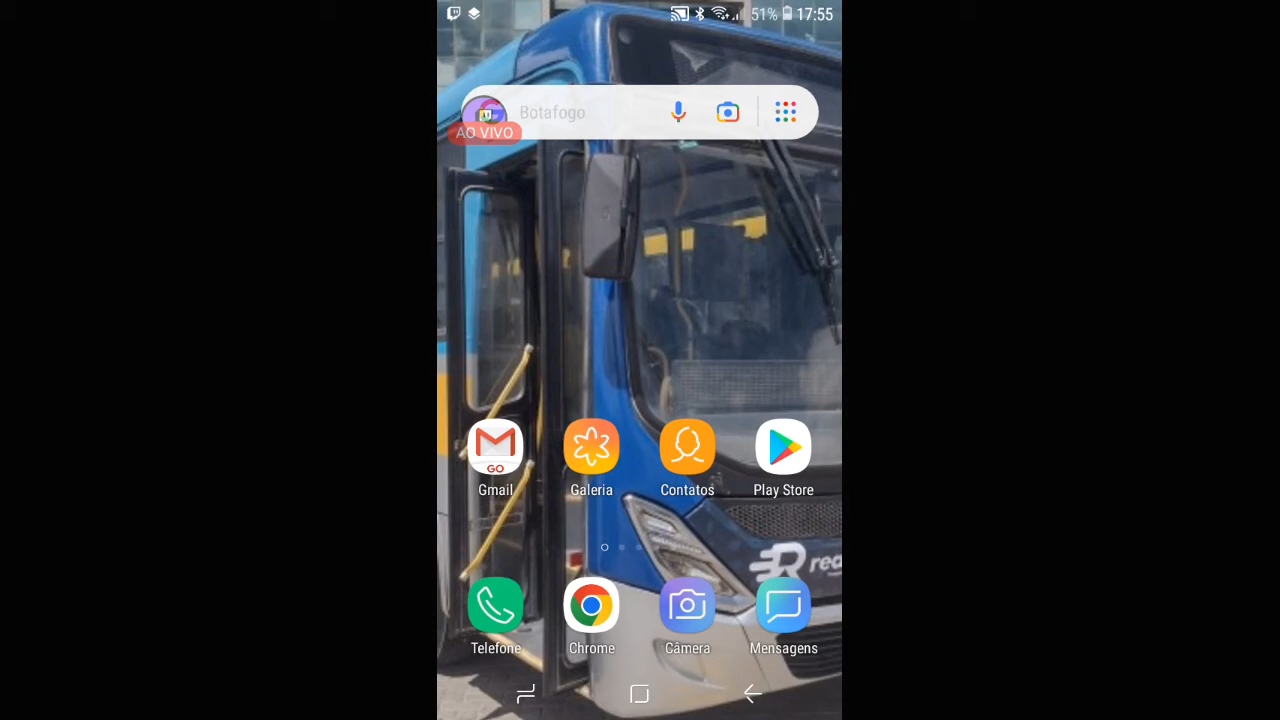 51% 17:55
Botafogo
AO VIVO
GO
Gmail
Galeria
Contatos
Play Store
Telefone
Chrome
Câmera
Mensagens